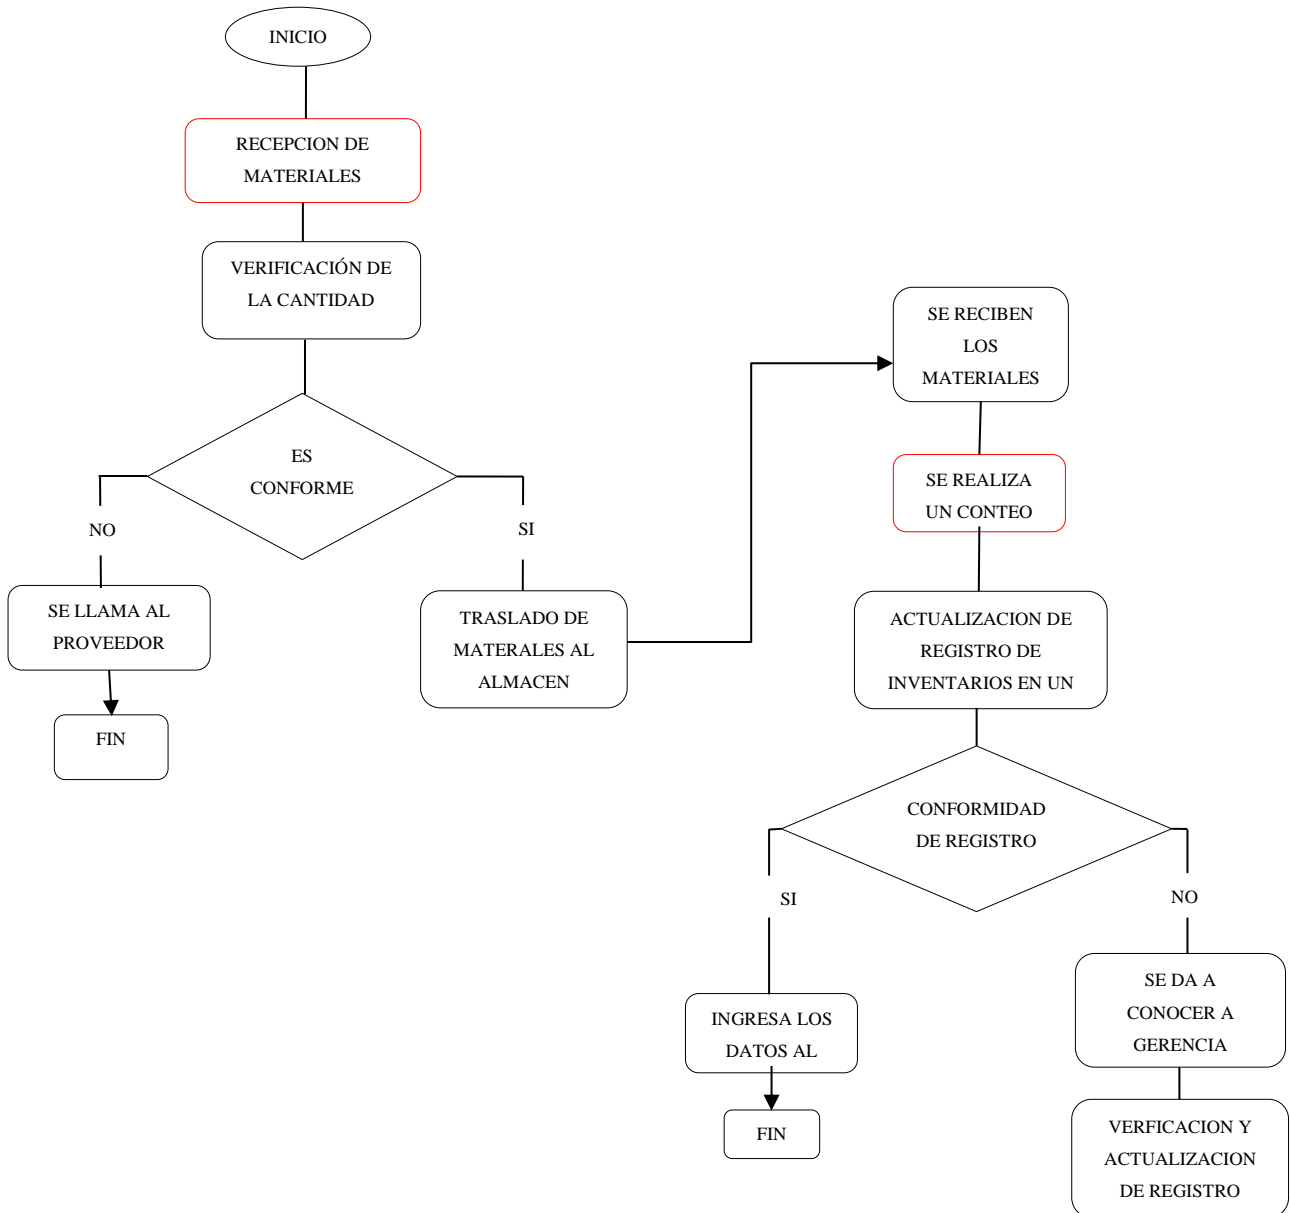 INICIO
RECEPCION DE
MATERIALES
VERIFICACIÓN DE
LA CANTIDAD
ES
CONFORME
NO
SI
SE LLAMA AL
PROVEEDOR
FIN
TRASLADO DE
MATERALES AL
ALMACEN
SE RECIBEN
LOS
MATERIALES
SE REALIZA
UN CONTEO
ACTUALIZACION DE
REGISTRO DE
INVENTARIOS EN UN
CONFORMIDAD
DE REGISTRO
SI
NO
INGRESA LOS
DATOS AL
FIN
SE DA A
CONOCER A
GERENCIA
VERFICACION Y
ACTUALIZACION
DE REGISTRO